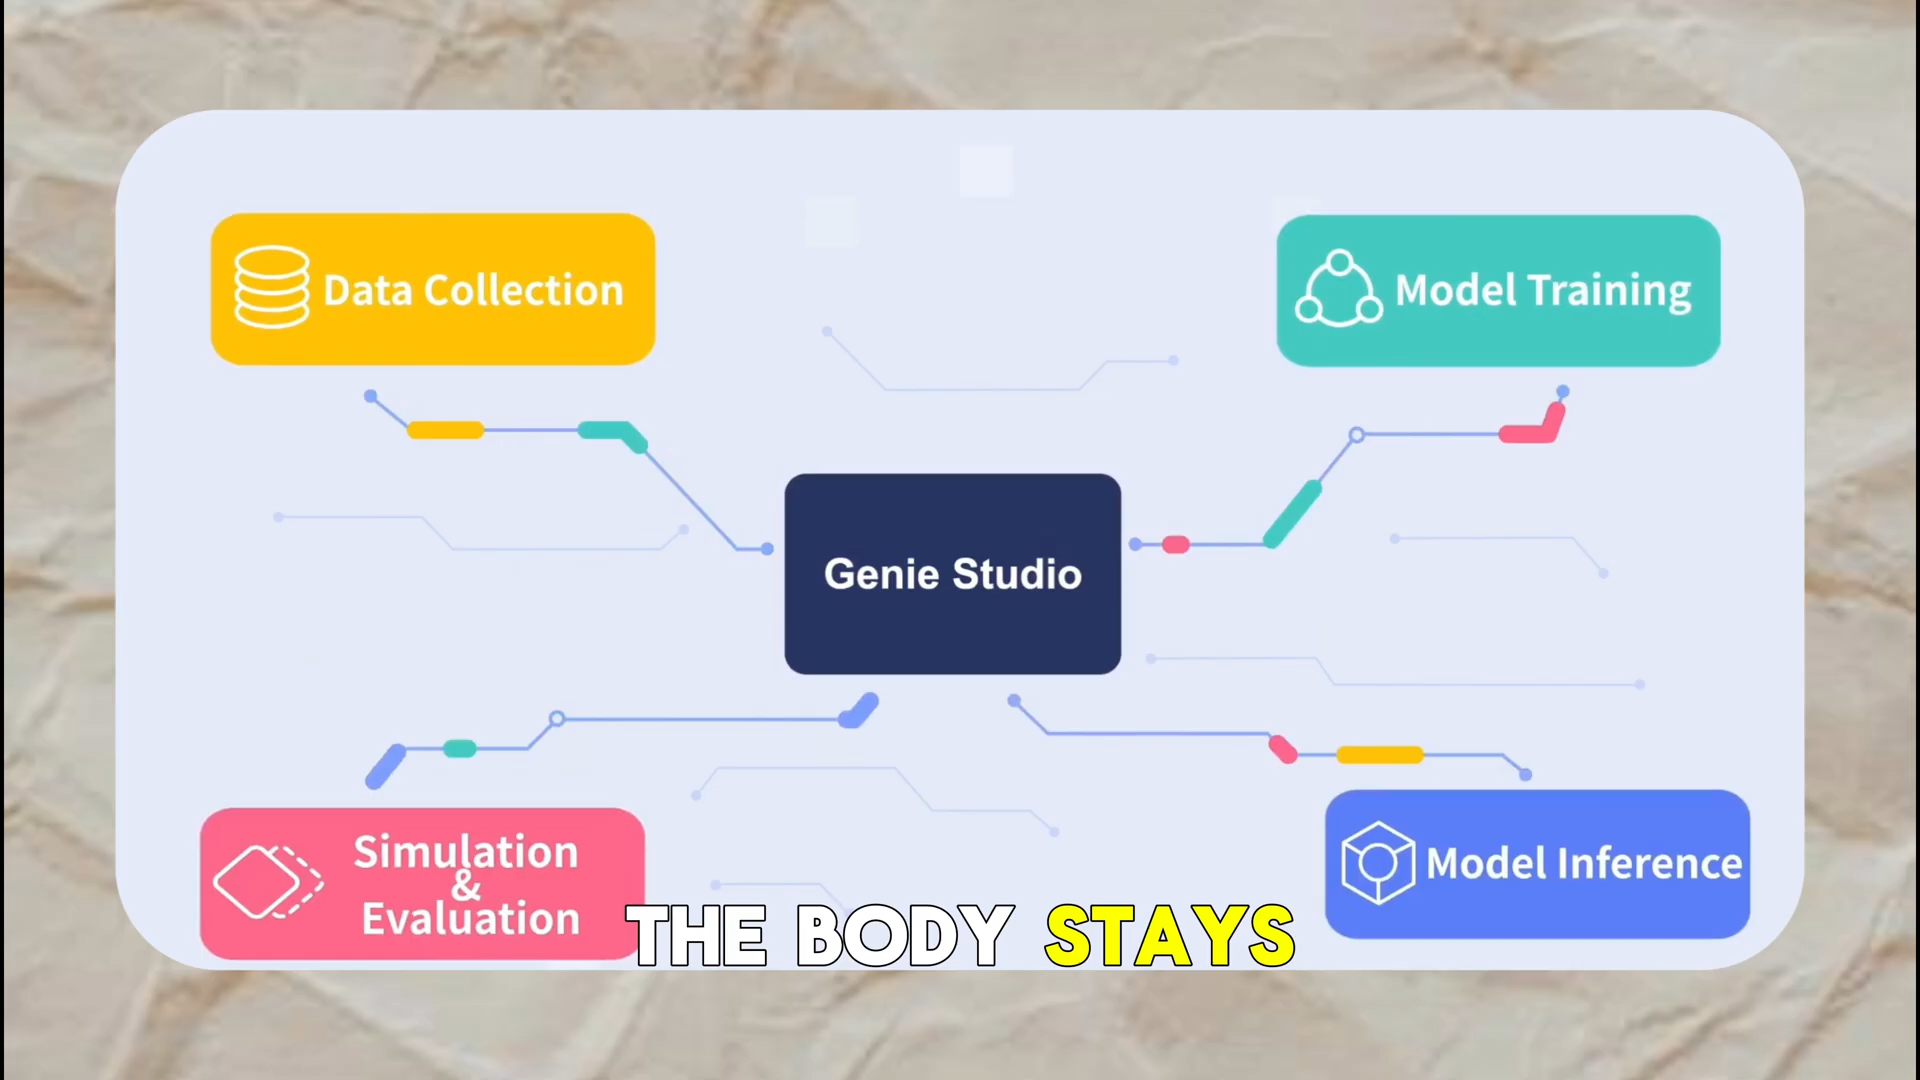 Data Collection
Model Training
Genie Studio
Simulation
&
Evaluation
Model Inference
THE BODY STAYS